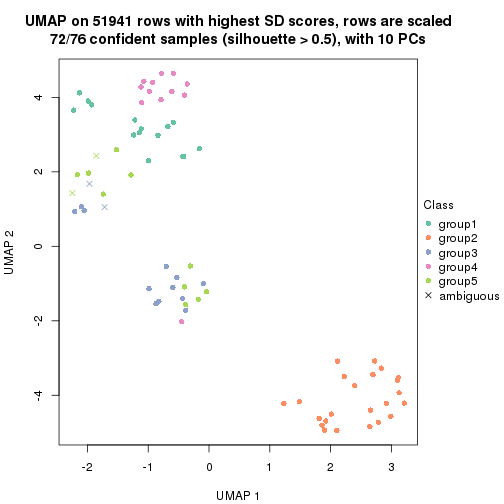 UMAP on 51941 rows with highest SD scores, rows are scaled
72/76 confident samples (silhouette > 0.5), with 10 PCs
4
2
0
-2
-4
UMAP 2
-2
-1
0
1
2
3
UMAP 1
Class
group1
group2
group3
group4
group5
ambiguous